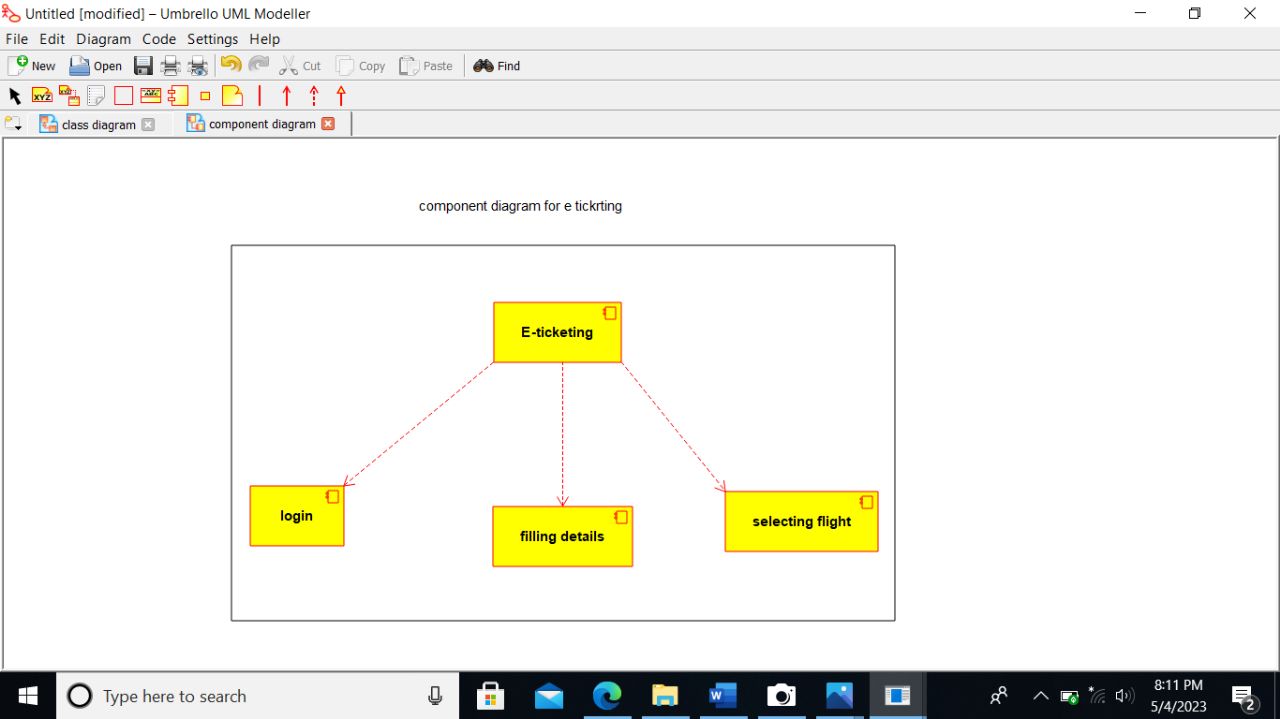 Untitled [modified] – Umbrello UML Modeller
File Edit Diagram Code Settings Help
New Open Cut Copy Paste Find
XYZ
class diagram component diagram
component diagram for e tickrting
E-ticketing
login
filling details
selecting flight
Type here to search
8:11 PM
5/4/2023
2